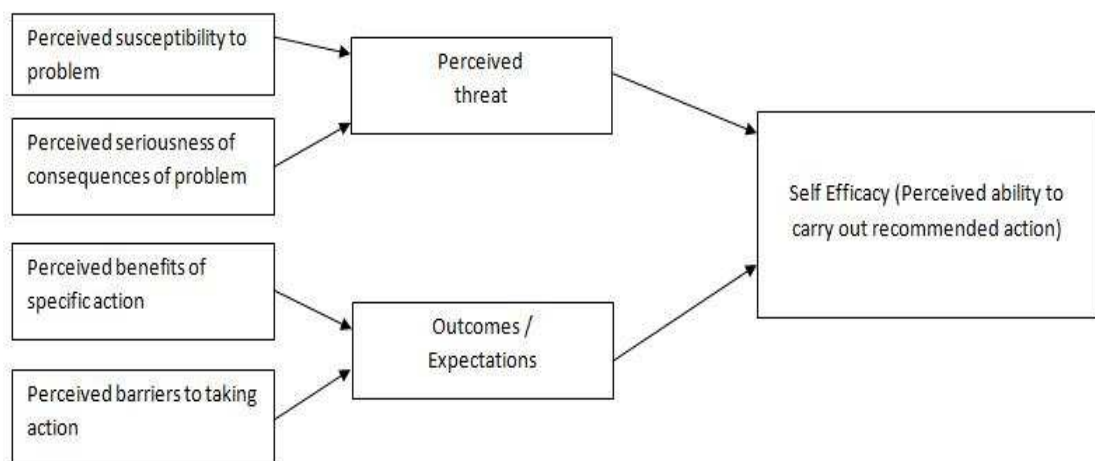 Perceived susceptibility to
problem
Perceived seriousness of
consequences of problem
Perceived benefits of
specific action
Perceived barriers to taking
action
Perceived
threat
Outcomes /
Expectations
Self Efficacy (Perceived ability to
carry out recommended action)